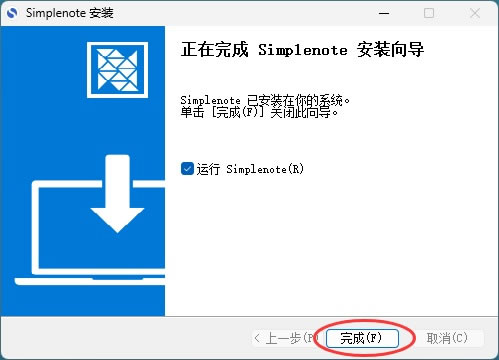 Simplenote 安装
正在完成 Simplenote 安装向导
Simplenote 已安装在你的系统。
单击 [完成(F)] 关闭此向导。
运行 Simplenote(R)
< 上一步(P) 完成(F) 取消(C)